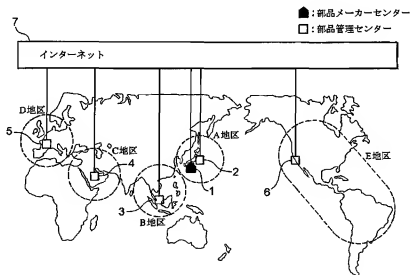 7
■:部品メーカーセンター
□:部品管理センター
インターネット
D地区
5
C地区
4
A地区
2
1
3
B地区
6
E地区